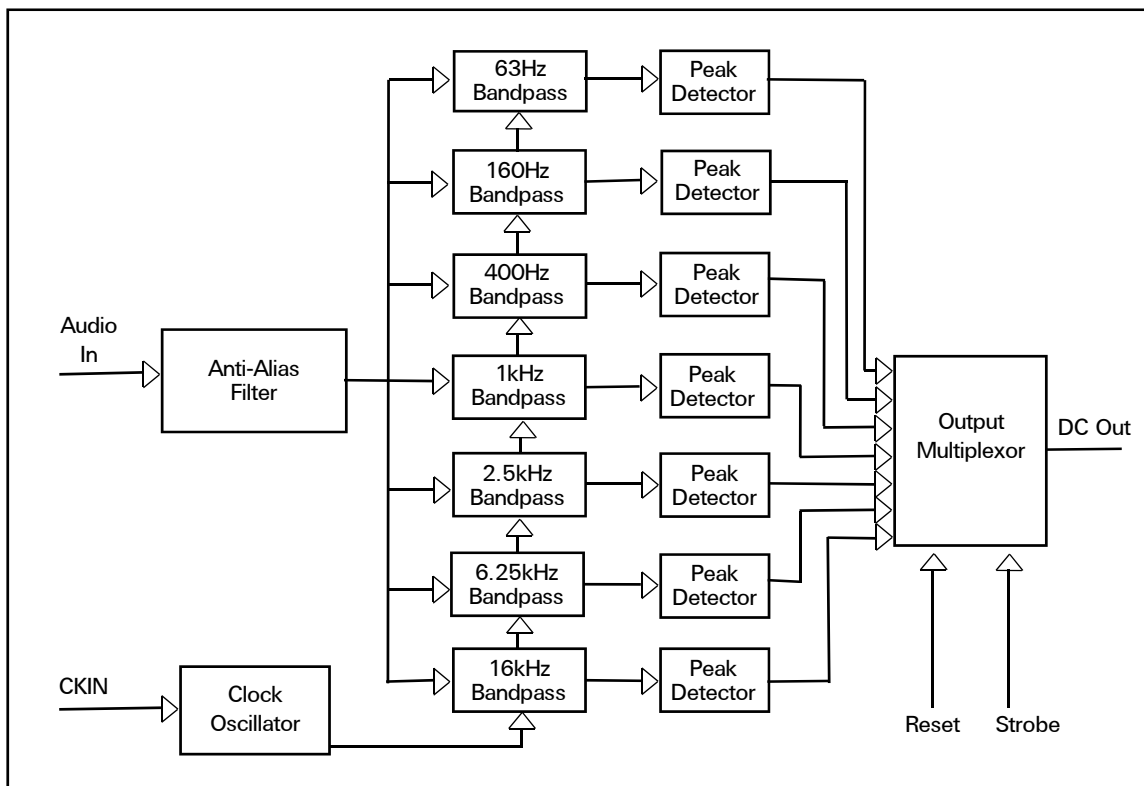 63Hz
Bandpass
Peak
Detector
160Hz
Bandpass
Peak
Detector
400Hz
Bandpass
Peak
Detector
Audio
In
Anti-Alias
Filter
1kHz
Bandpass
Peak
Detector
Output
Multiplexor
DC Out
2.5kHz
Bandpass
Peak
Detector
6.25kHz
Bandpass
Peak
Detector
16kHz
Bandpass
Peak
Detector
CKIN
Clock
Oscillator
Reset
Strobe